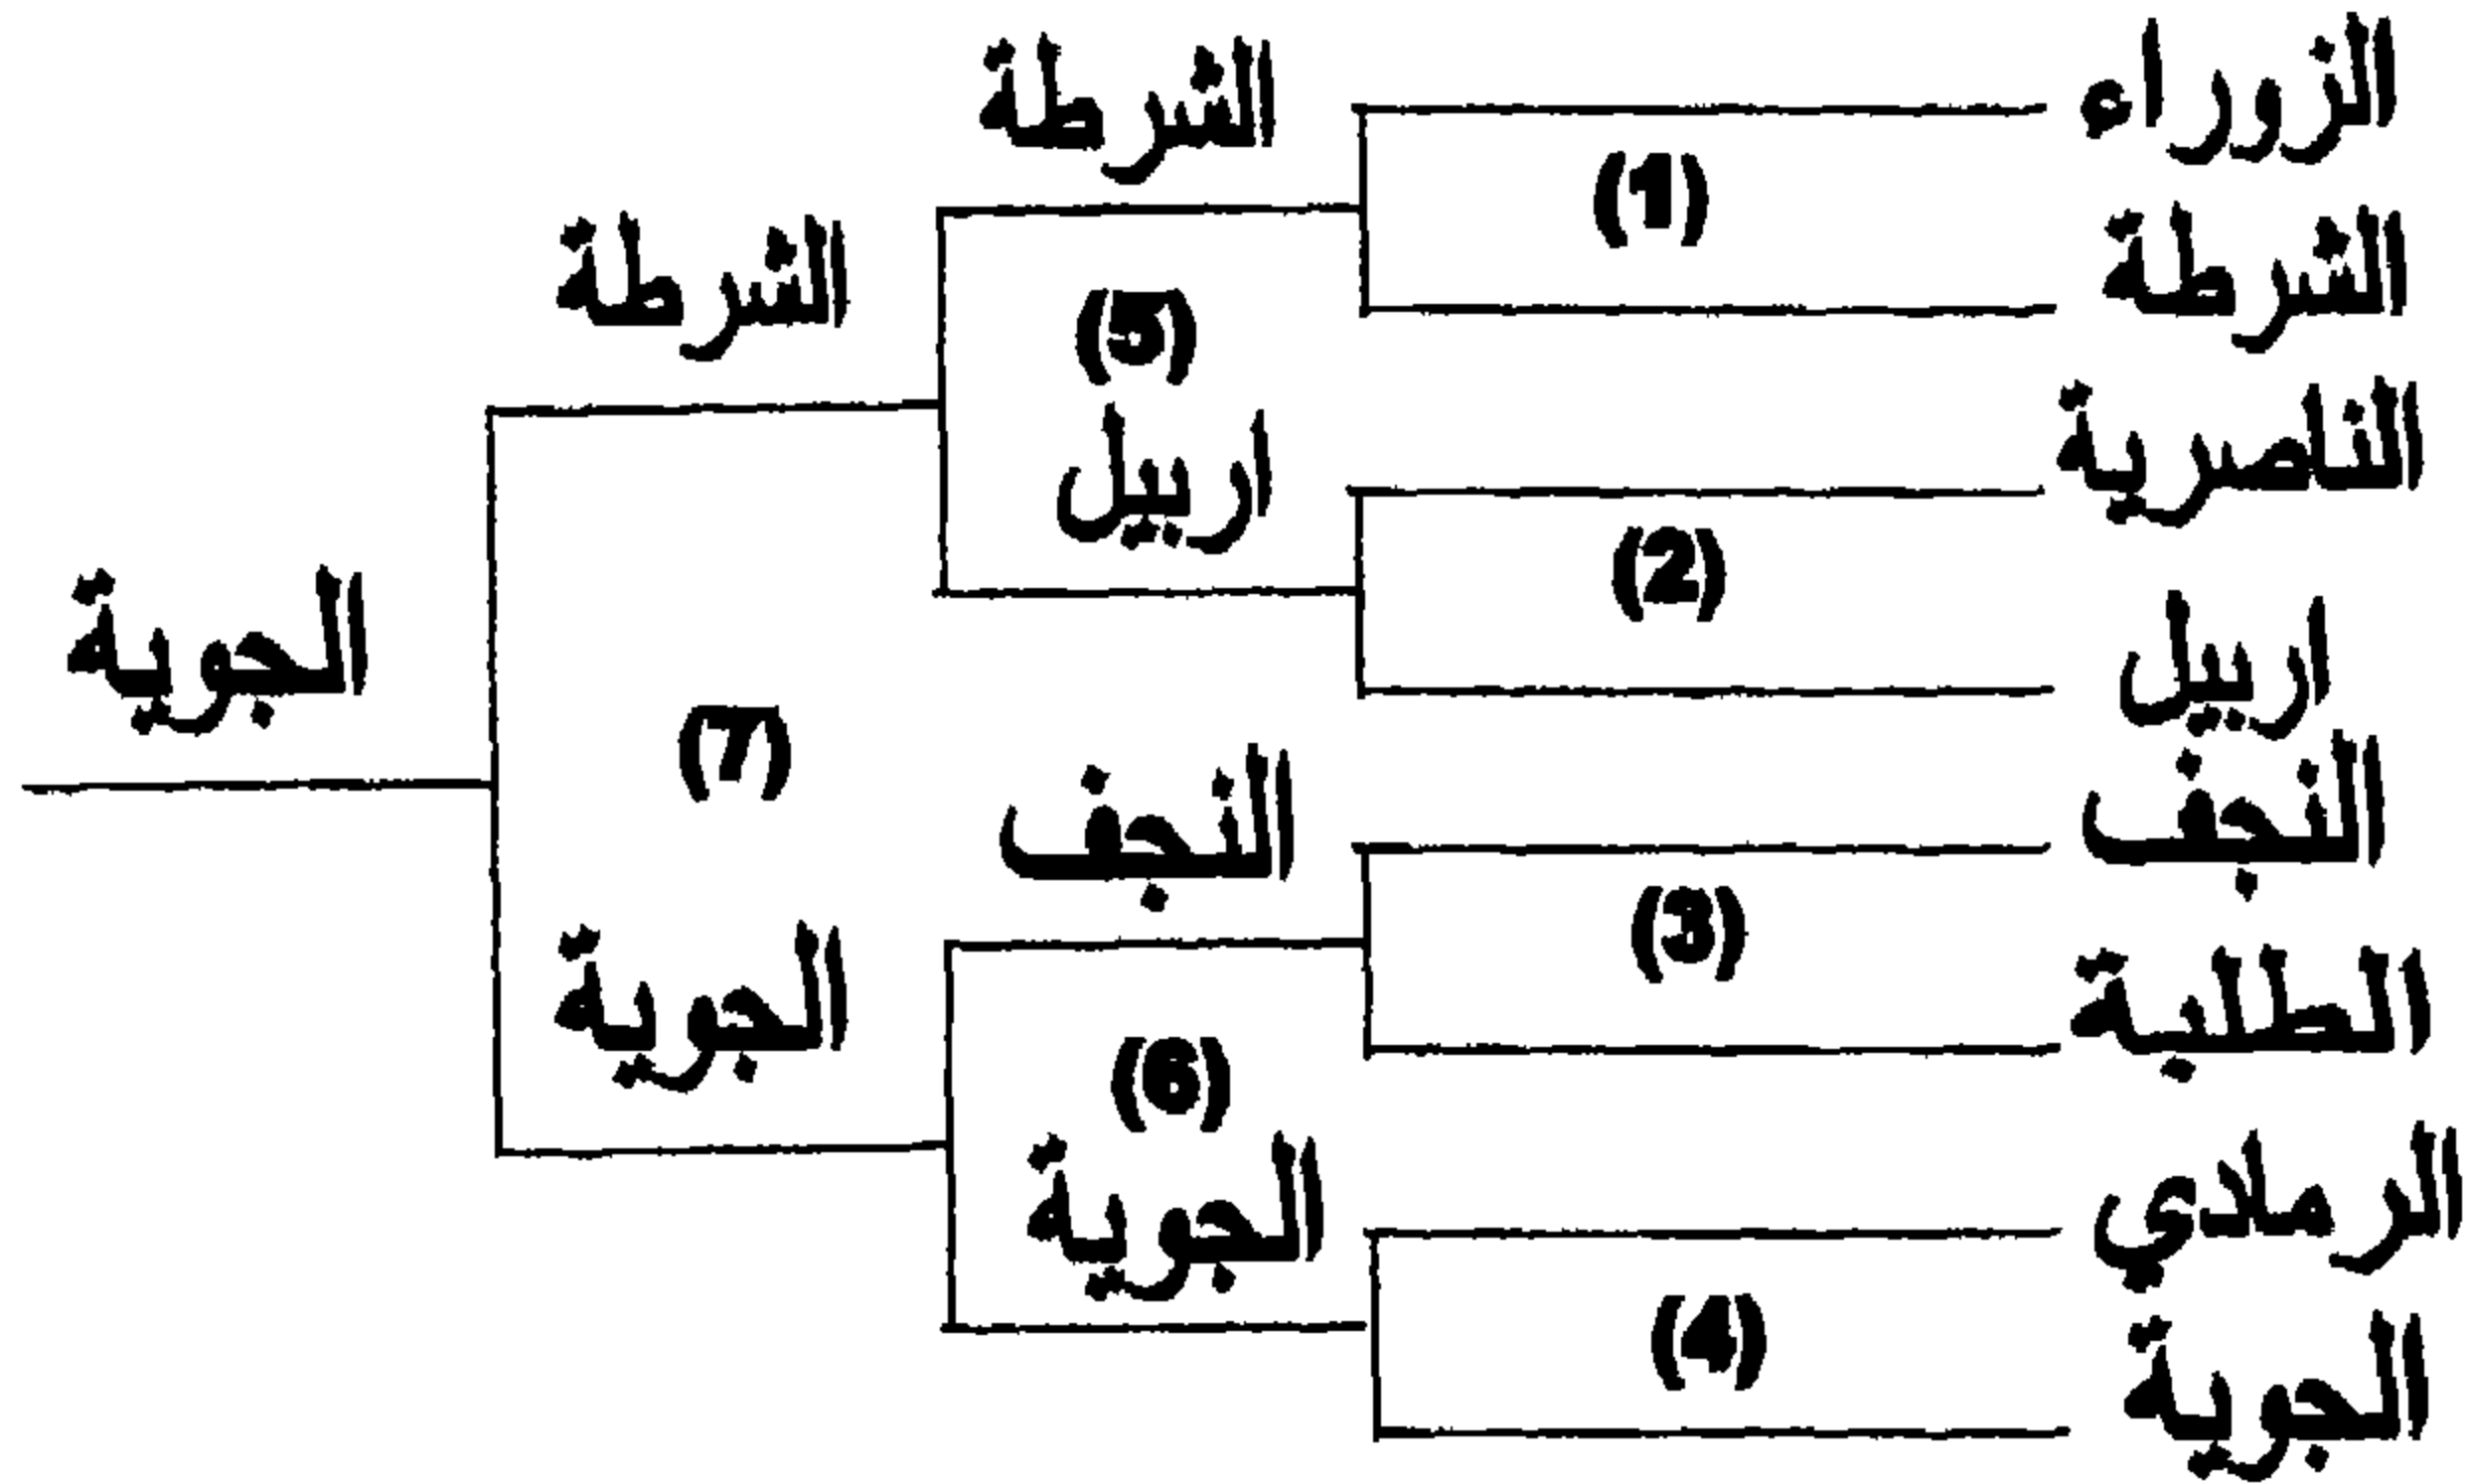 الزوراء
(1)
الشرطة
الناصرية
(2)
اربيل
النجف
(3)
الطلبة
الرمادي
(4)
الجوية
الشرطة
(5)
اربيل
النجف
(6)
الجوية
الشرطة
(7)
الجوية
الجوية